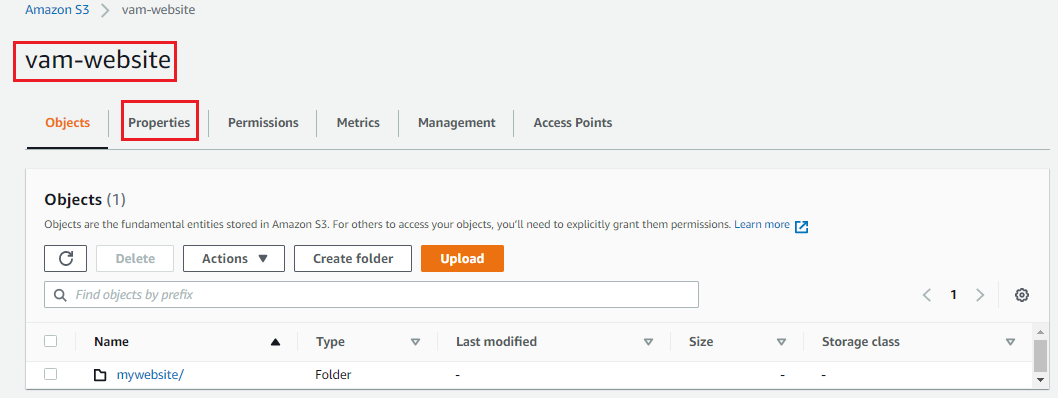 Amazon S3 > vam-website
vam-website
Objects Properties Permissions Metrics Management Access Points
Objects (1)
Objects are the fundamental entities stored in Amazon S3. For others to access your objects, you'll need to explicitly grant them permissions. Learn more
Delete Actions Create folder Upload
Find objects by prefix 1
Name Type Last modified Size Storage class
mywebsite/ Folder - - -